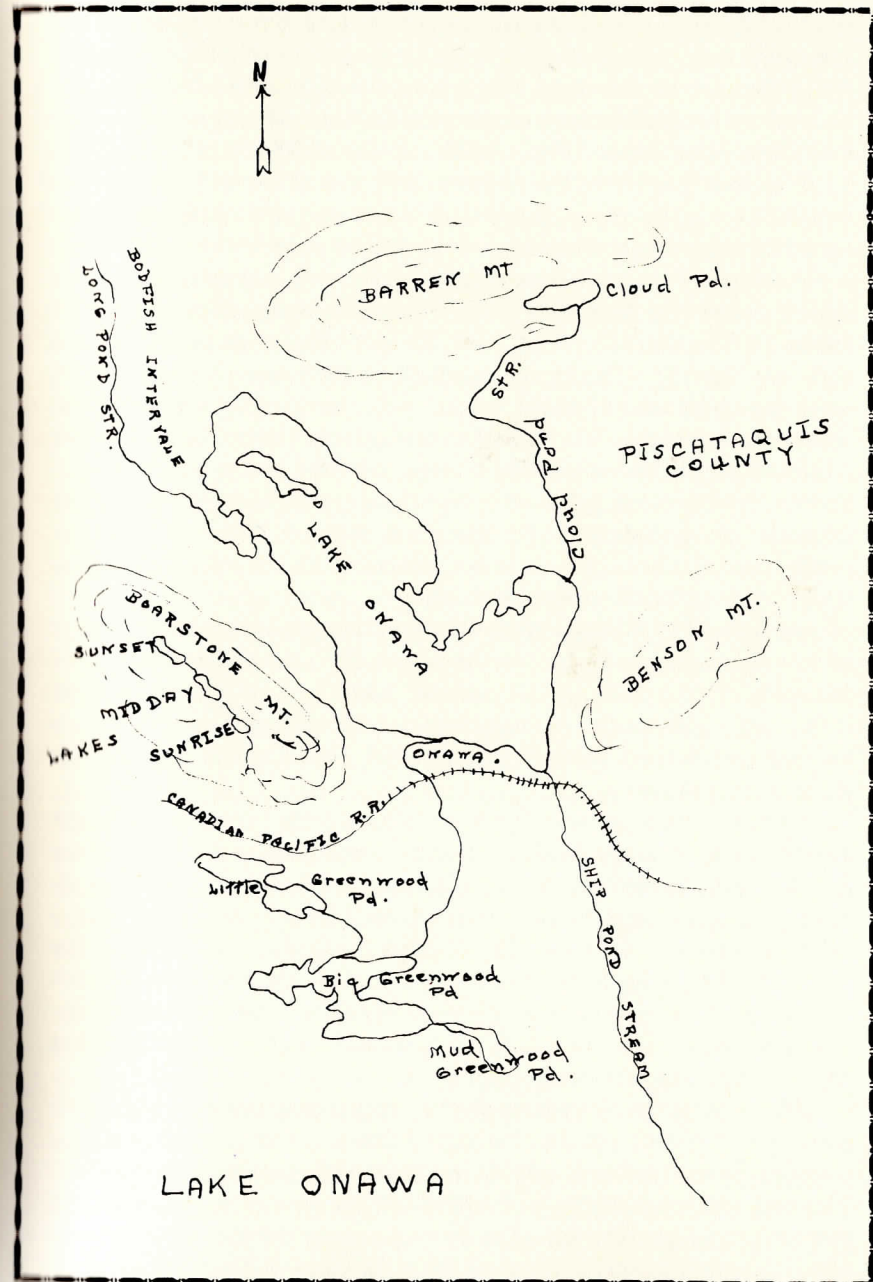 N
BARREN MT
Cloud Pd.
BODFISH INTERVALE
LONG POND STR.
STR.
Cloud Pond
PISCATAQUIS
COUNTY
LAKE ONAWA
BOARSTONE MT.
SUNSET
MIDDAY
SUNRISE
LAKES
BENSON MT.
ONAWA.
CANADIAN PACIFIC R.R.
Little Greenwood
Pd.
SHIP POND STREAM
Big Greenwood
Pd
Mud
Greenwood
Pd.
LAKE ONAWA